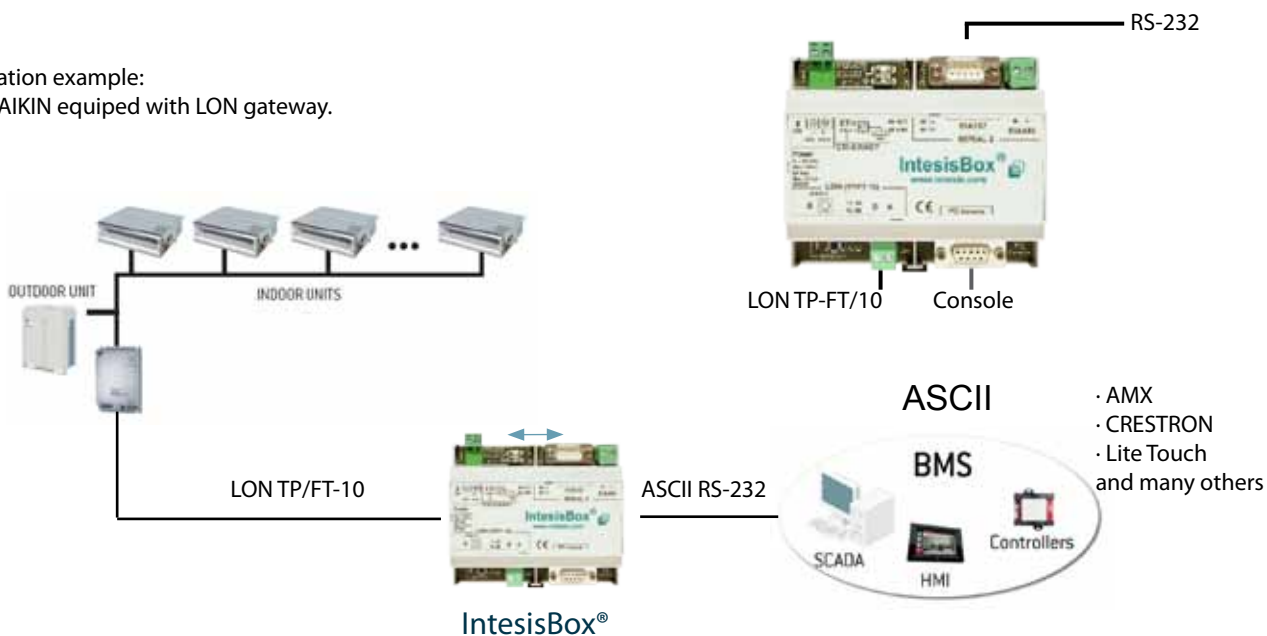 RS-232
ation example:
AIKIN equiped with LON gateway.
IntesisBox®
LON TP-FT/10
Console
OUTDOOR UNIT
INDOOR UNITS
ASCII
· AMX
· CRESTRON
· Lite Touch
and many others
BMS
LON TP/FT-10
IntesisBox®
ASCII RS-232
SCADA
HMI
Controllers
IntesisBox®